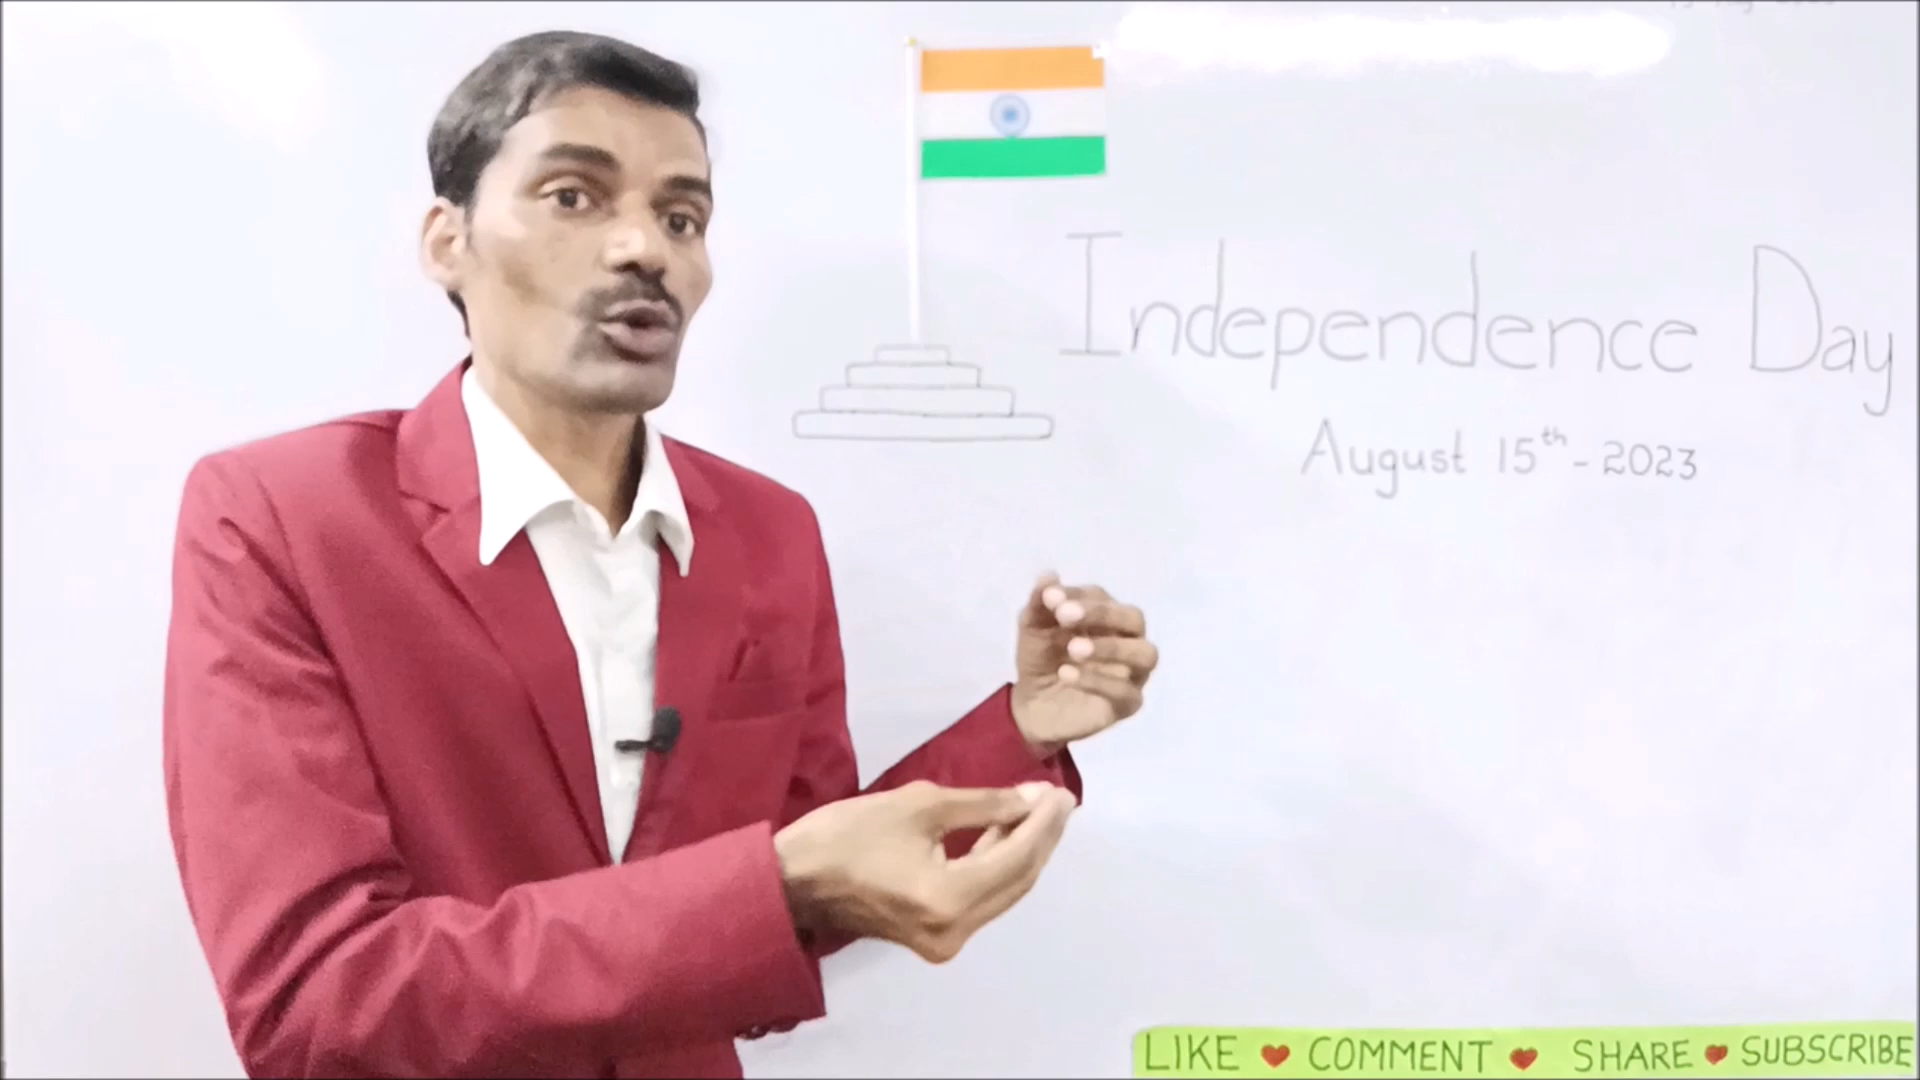 Independence Day
August 15th - 2023
LIKE ❤ COMMENT ❤ SHARE ❤ SUBSCRIBE